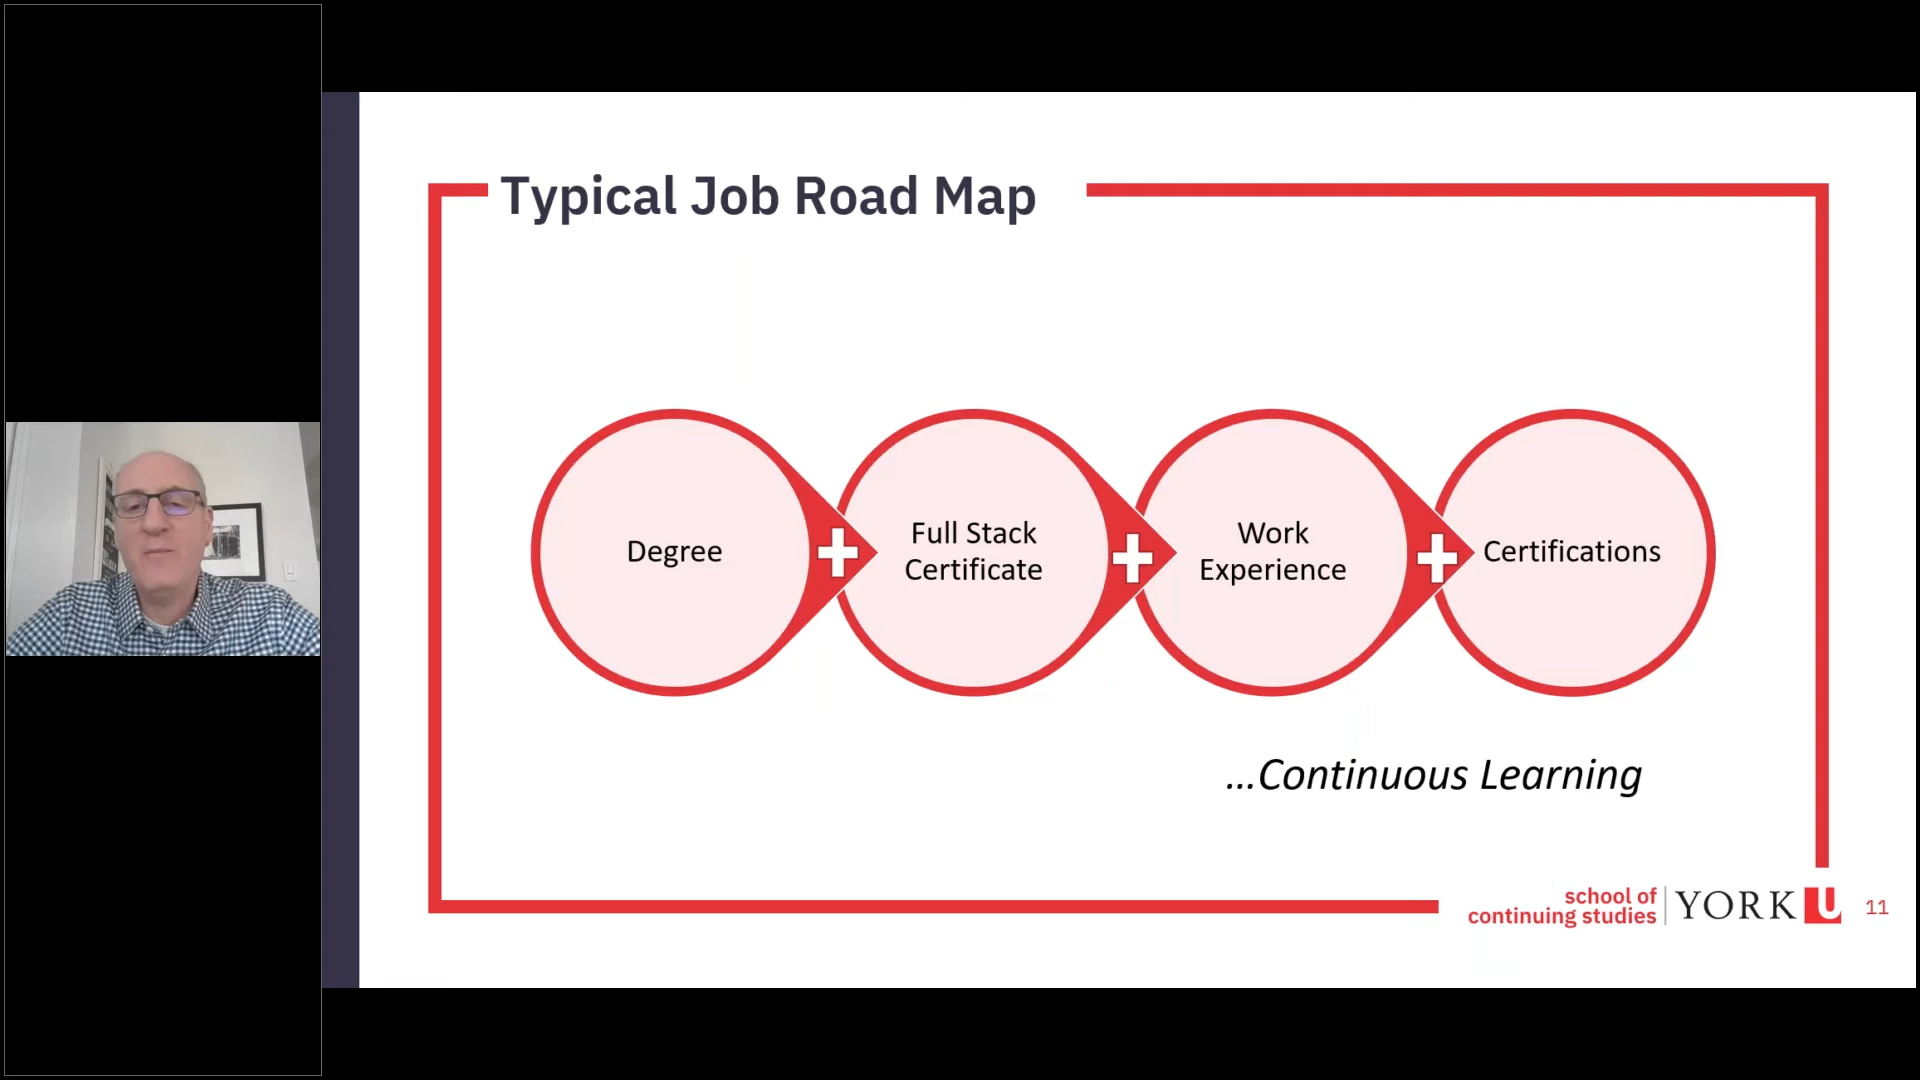 Typical Job Road Map
Degree
Full Stack
Certificate
Work
Experience
Certifications
...Continuous Learning
school of
continuing studies
YORK U
11